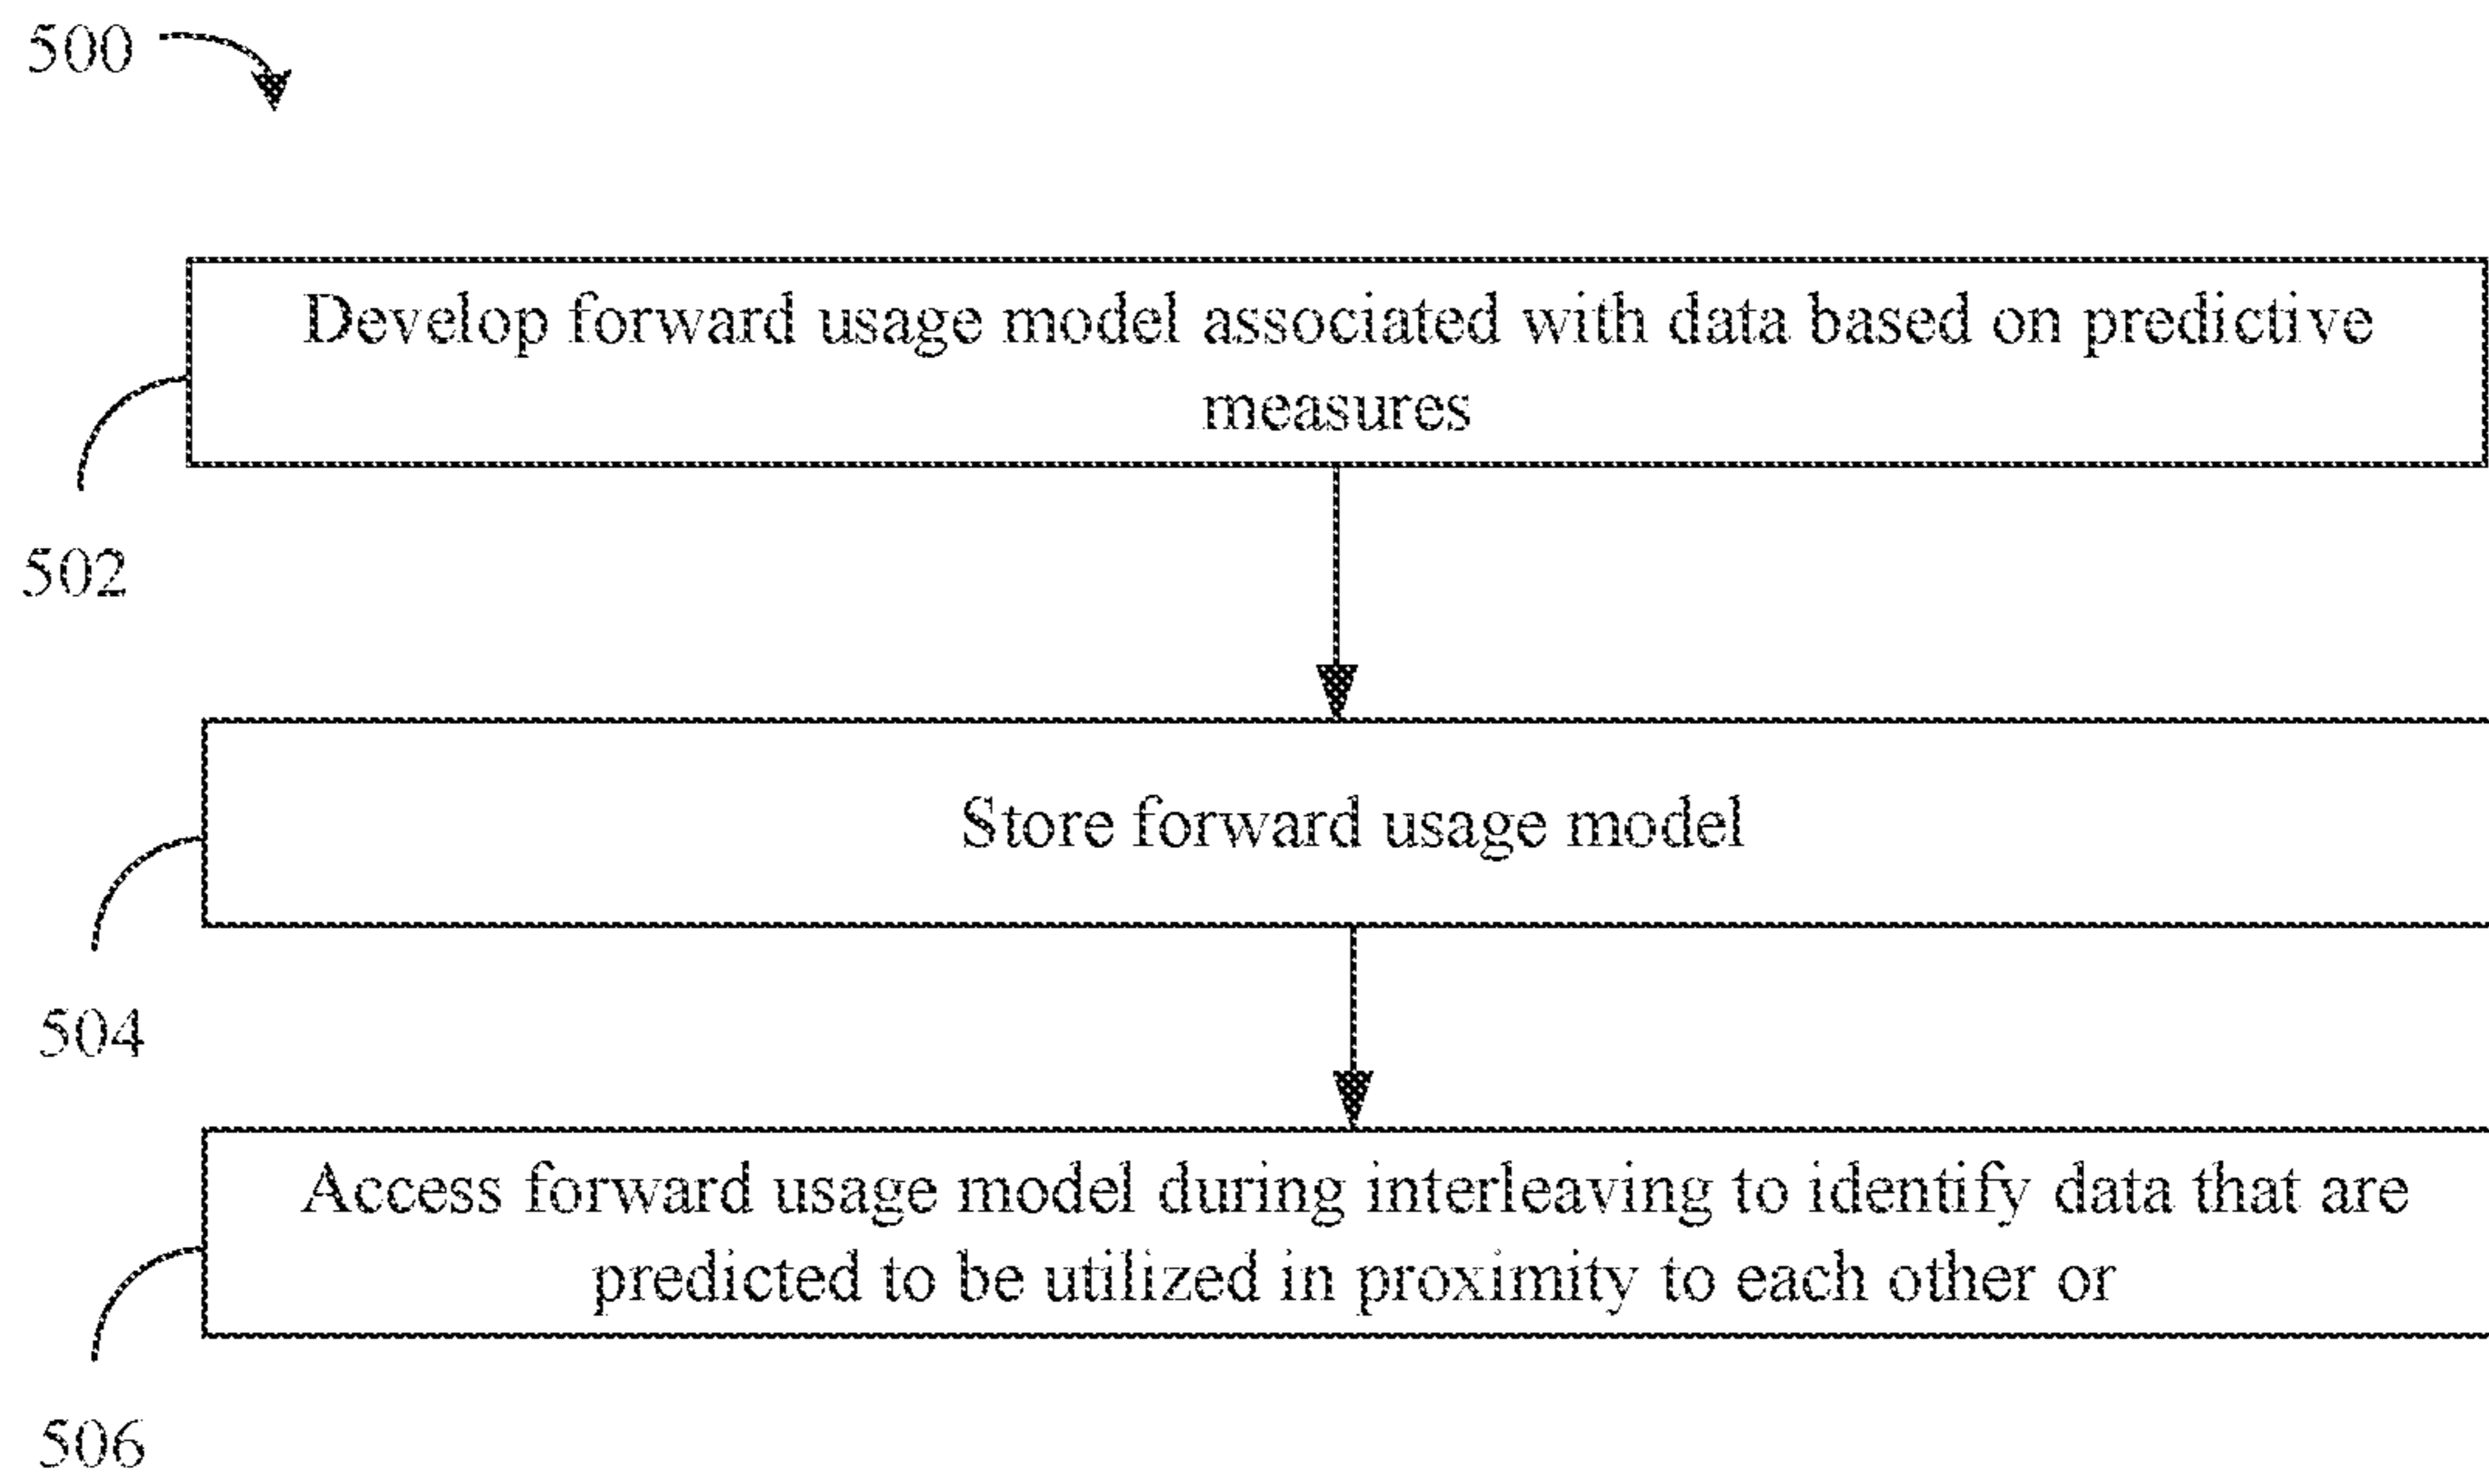 500
Develop forward usage model associated with data based on predictive
measures
502
Store forward usage model
504
Access forward usage model during interleaving to identify data that are
predicted to be utilized in proximity to each other or
506